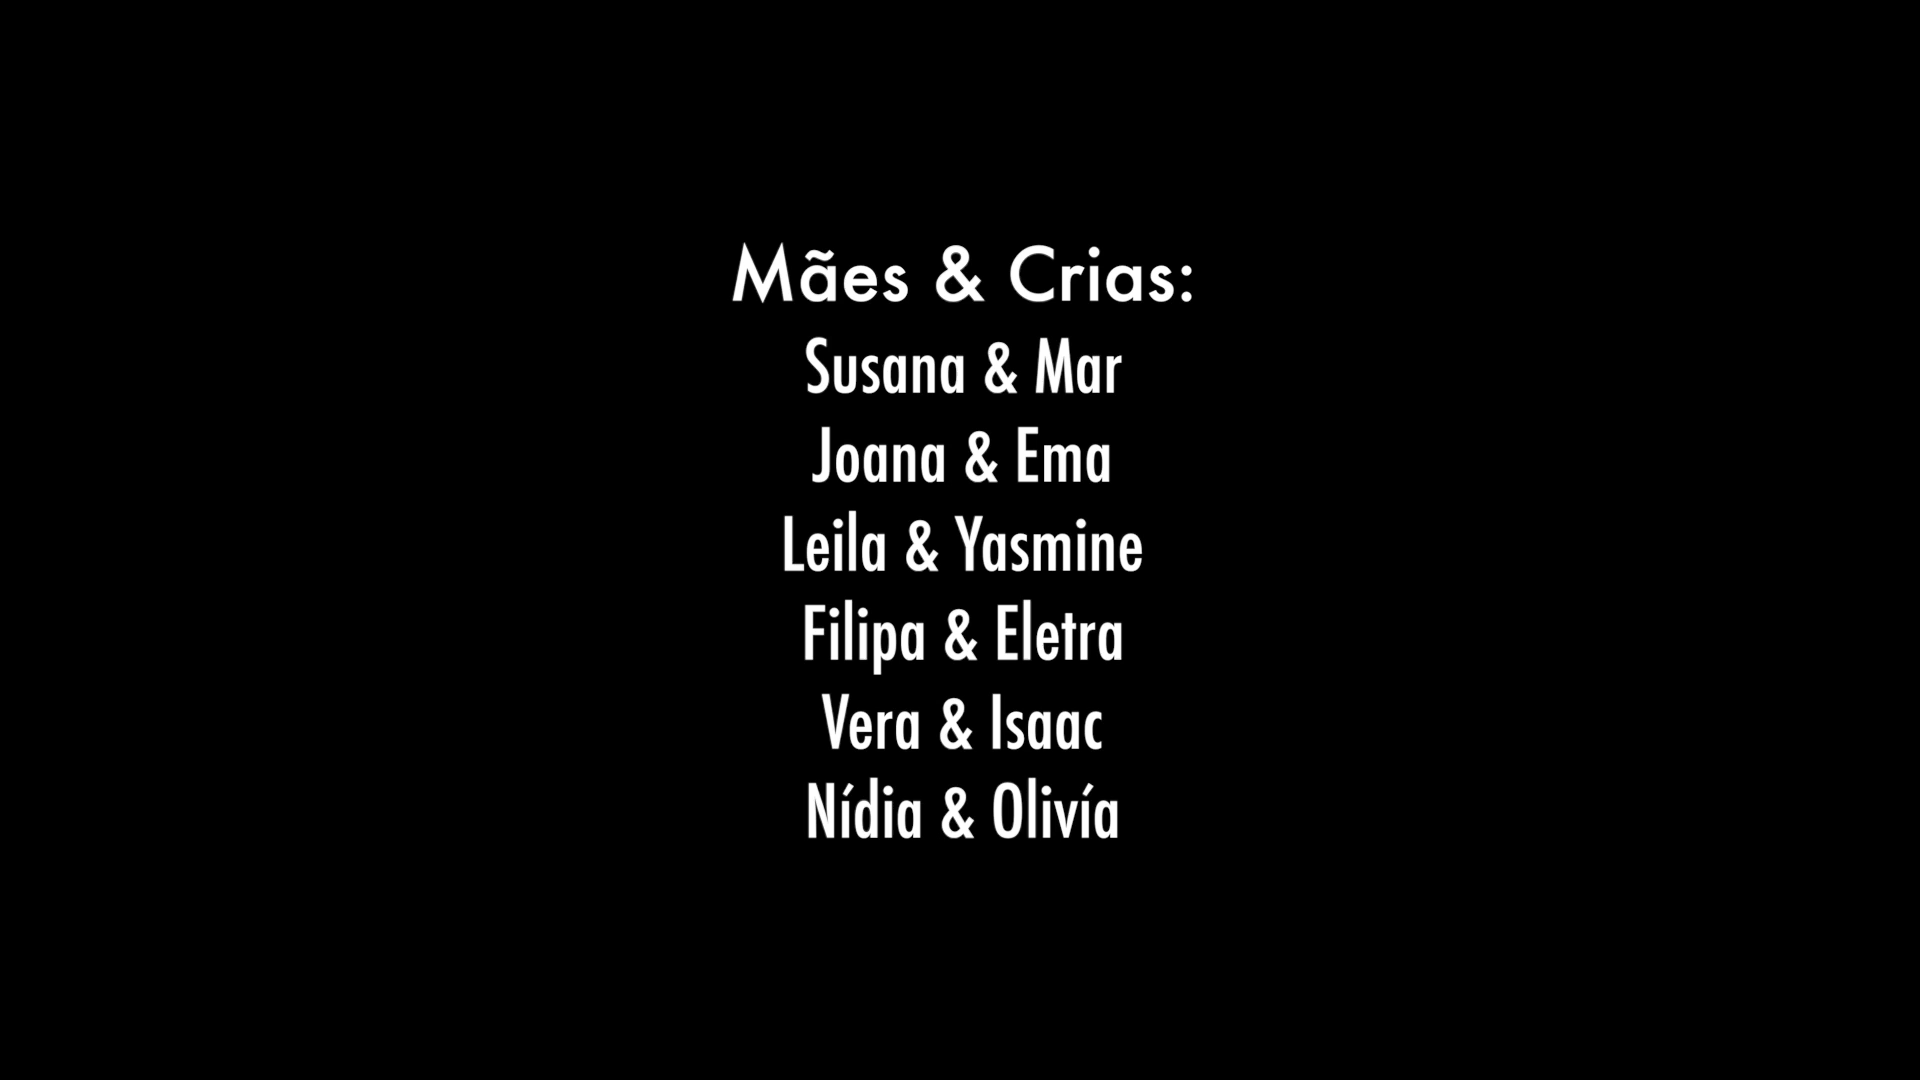 Mães & Crias:
Susana & Mar
Joana & Ema
Leila & Yasmine
Filipa & Eletra
Vera & Isaac
Nídia & Olivía